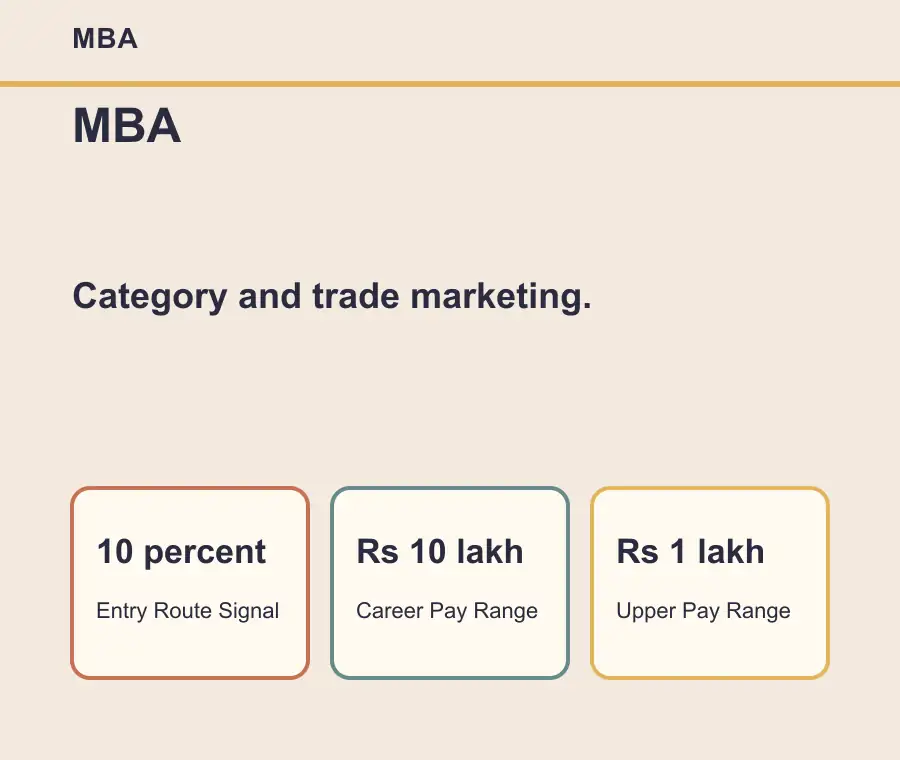 MBA
MBA
Category and trade marketing.
10 percent
Entry Route Signal
Rs 10 lakh
Career Pay Range
Rs 1 lakh
Upper Pay Range